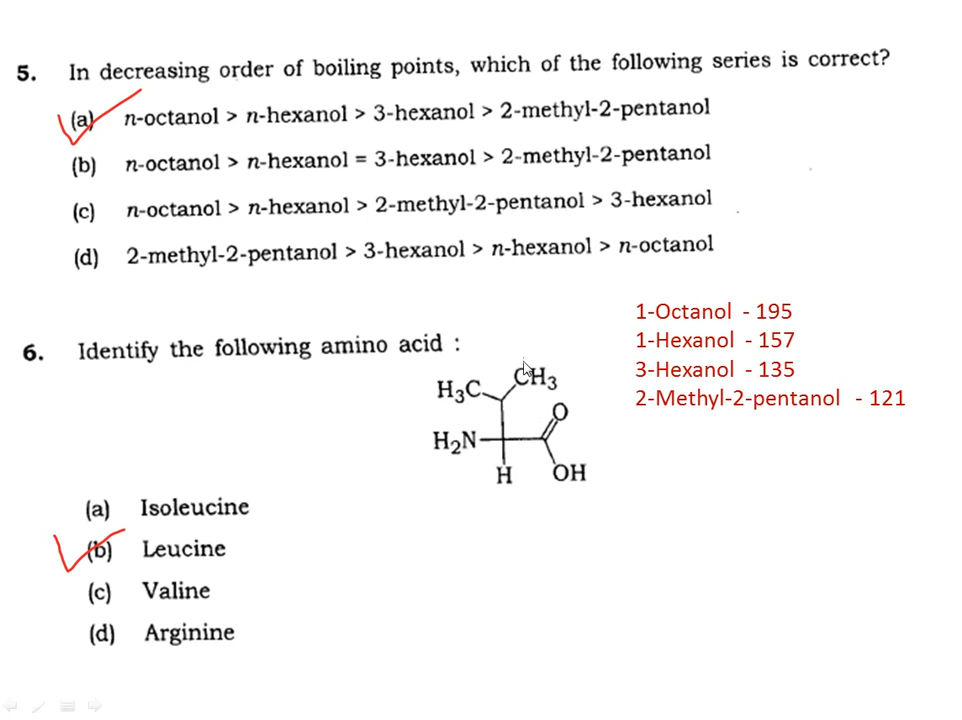 5. In decreasing order of boiling points, which of the following series is correct?
(a) n-octanol > n-hexanol > 3-hexanol > 2-methyl-2-pentanol
(b) n-octanol > n-hexanol = 3-hexanol > 2-methyl-2-pentanol
(c) n-octanol > n-hexanol > 2-methyl-2-pentanol > 3-hexanol
(d) 2-methyl-2-pentanol > 3-hexanol > n-hexanol > n-octanol
1-Octanol - 195
1-Hexanol - 157
3-Hexanol - 135
2-Methyl-2-pentanol - 121
6. Identify the following amino acid :
H₃C CH₃
O
H₂N
H OH
(a) Isoleucine
(b) Leucine
(c) Valine
(d) Arginine